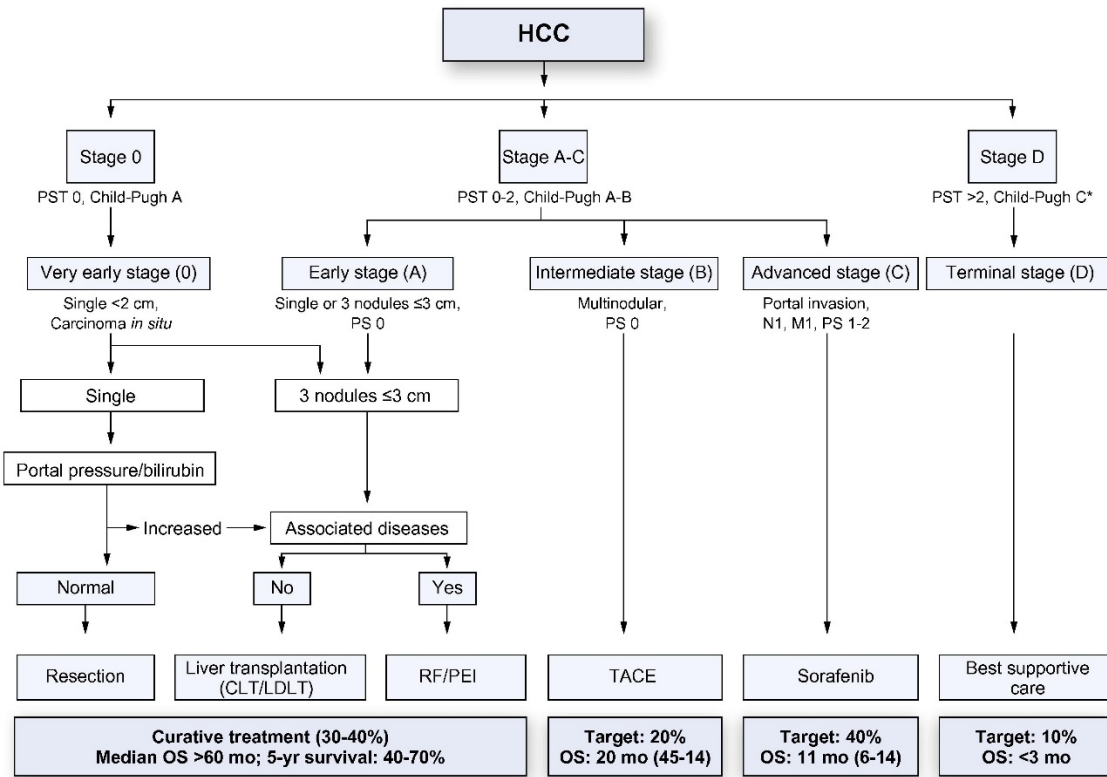 HCC
Stage 0
PST 0, Child-Pugh A
Stage A-C
PST 0-2, Child-Pugh A-B
Stage D
PST >2, Child-Pugh C*
Very early stage (0)
Single <2 cm,
Carcinoma in situ
Early stage (A)
Single or 3 nodules ≤3 cm,
PS 0
Intermediate stage (B)
Multinodular,
PS 0
Advanced stage (C)
Portal invasion,
N1, M1, PS 1-2
Terminal stage (D)
Single
3 nodules ≤3 cm
Portal pressure/bilirubin
Increased
Associated diseases
Normal
No
Yes
Resection
Liver transplantation
(CLT/LDLT)
RF/PEI
TACE
Sorafenib
Best supportive
care
Curative treatment (30-40%)
Median OS >60 mo; 5-yr survival: 40-70%
Target: 20%
OS: 20 mo (45-14)
Target: 40%
OS: 11 mo (6-14)
Target: 10%
OS: <3 mo